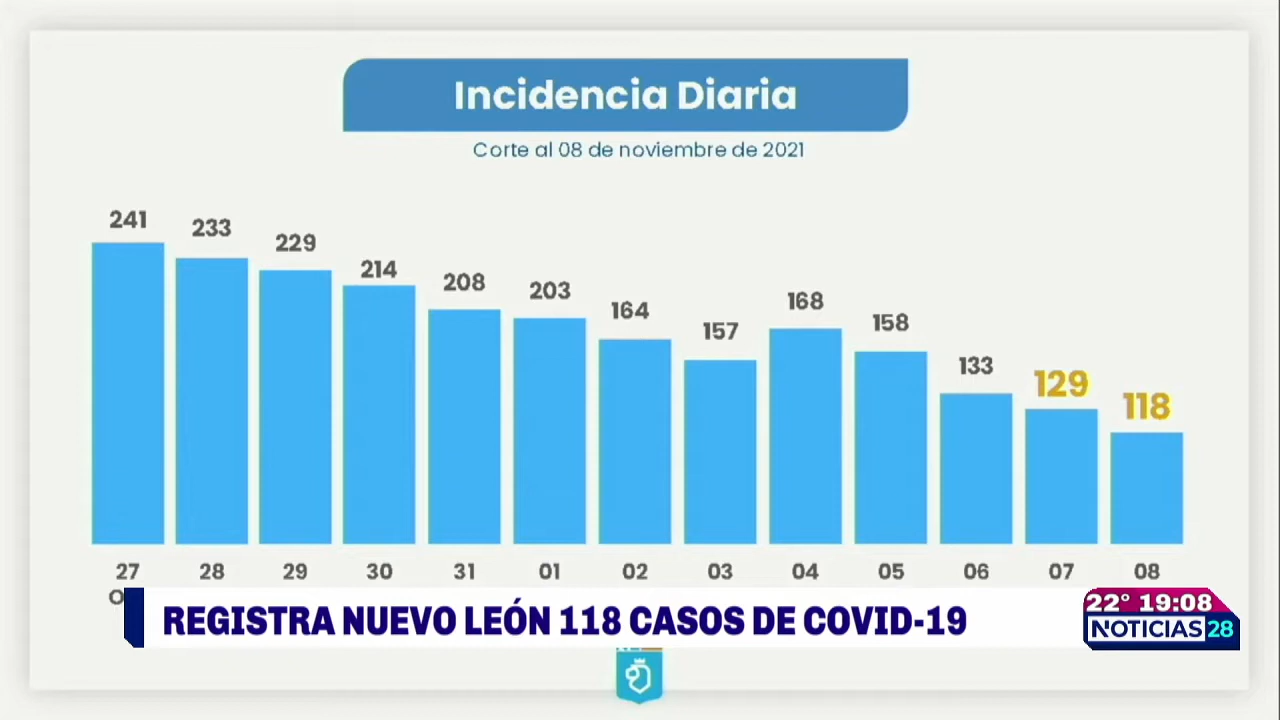 Incidencia Diaria
Corte al 08 de noviembre de 2021
241 233 229 214 208 203 164 157 168 158 133 129 118
27 28 29 30 31 01 02 03 04 05 06 07 08
REGISTRA NUEVO LEÓN 118 CASOS DE COVID-19
22° 19:08
NOTICIAS 28